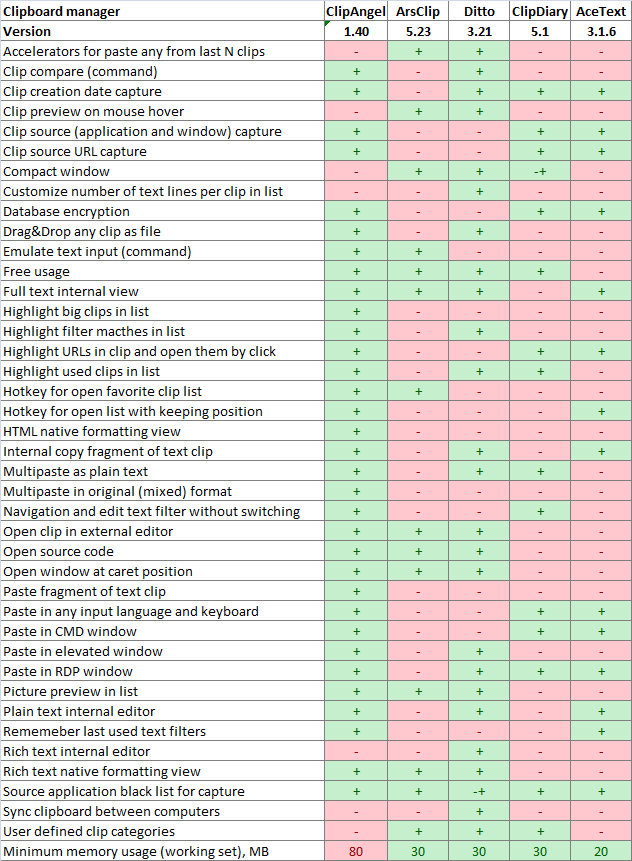 Clipboard manager ClipAngel ArsClip Ditto ClipDiary AceText
Version 1.40 5.23 3.21 5.1 3.1.6
Accelerators for paste any from last N clips - + + - -
Clip compare (command) + - + - -
Clip creation date capture + - + + +
Clip preview on mouse hover - + + - -
Clip source (application and window) capture + - - + +
Clip source URL capture + - - + +
Compact window - + + -+ -
Customize number of text lines per clip in list - - + - -
Database encryption + - - + +
Drag&Drop any clip as file + - + - -
Emulate text input (command) + + - - -
Free usage + + + + -
Full text internal view + + + - +
Highlight big clips in list + - - - -
Highlight filter macthes in list + - + - -
Highlight URLs in clip and open them by click + - - + +
Highlight used clips in list + - + + -
Hotkey for open favorite clip list + + - - -
Hotkey for open list with keeping position + - - - +
HTML native formatting view + - - - -
Internal copy fragment of text clip + - + - +
Multipaste as plain text + - + + -
Multipaste in original (mixed) format + - - - -
Navigation and edit text filter without switching + - - + -
Open clip in external editor + + + - -
Open source code + + + - -
Open window at caret position + + + - -
Paste fragment of text clip + - - - -
Paste in any input language and keyboard + - - + +
Paste in CMD window + - - + +
Paste in elevated window + - + - -
Paste in RDP window + - + + +
Picture preview in list + + + - -
Plain text internal editor + - + - +
Rememeber last used text filters + - - - +
Rich text internal editor - - + - -
Rich text native formatting view + + + - -
Source application black list for capture + + -+ + +
Sync clipboard between computers - - + - -
User defined clip categories - + + + -
Minimum memory usage (working set), MB 80 30 30 30 20